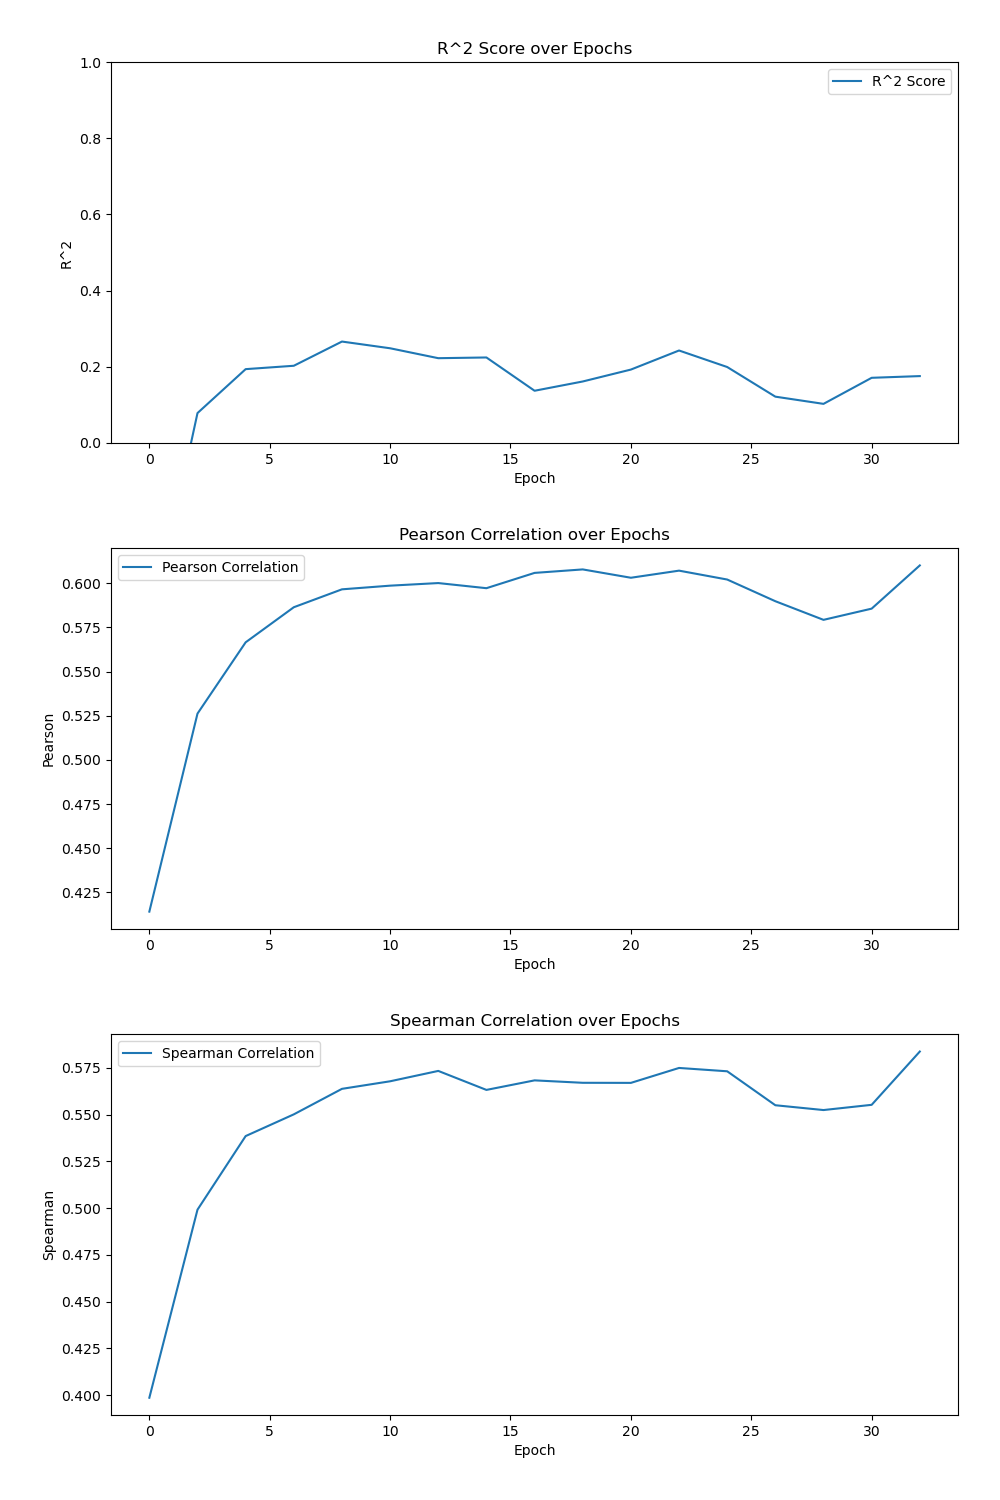 R^2 Score over Epochs
1.0
R^2 Score
0.8
0.6
R^2
0.4
0.2
0.0
0 5 10 15 20 25 30
Epoch
Pearson Correlation over Epochs
Pearson Correlation
0.600
0.575
0.550
0.525
Pearson
0.500
0.475
0.450
0.425
0 5 10 15 20 25 30
Epoch
Spearman Correlation over Epochs
Spearman Correlation
0.575
0.550
0.525
0.500
Spearman
0.475
0.450
0.425
0.400
0 5 10 15 20 25 30
Epoch